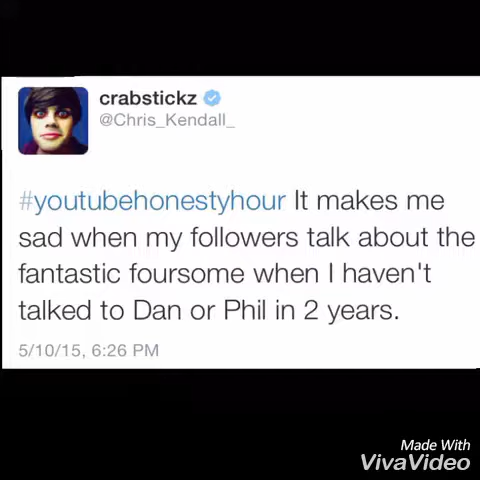 crabstickz
@Chris_Kendall_
#youtubehonestyhour It makes me
sad when my followers talk about the
fantastic foursome when I haven't
talked to Dan or Phil in 2 years.
5/10/15, 6:26 PM
Made With
VivaVideo